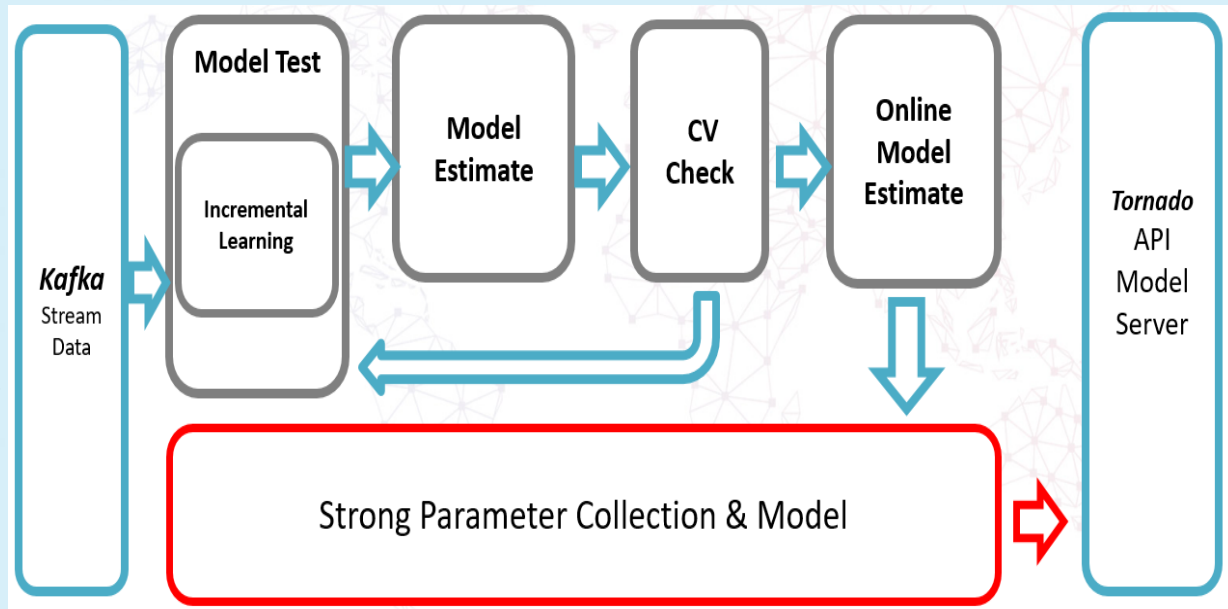 Kafka
Stream
Data
Model Test
Incremental
Learning
Model
Estimate
CV
Check
Online
Model
Estimate
Strong Parameter Collection & Model
Tornado
API
Model
Server